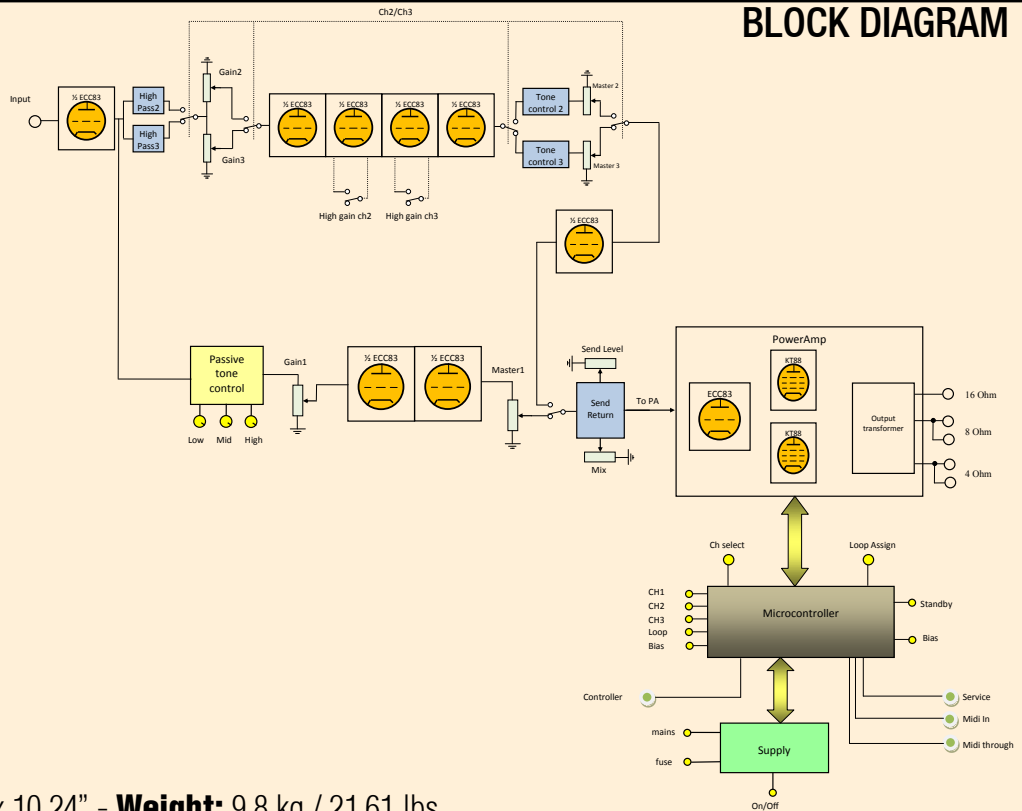 BLOCK DIAGRAM
Ch2/Ch3
Input
½ ECC83
High
Pass2
High
Pass3
Gain2
Gain3
½ ECC83
½ ECC83
½ ECC83
½ ECC83
High gain ch2
High gain ch3
Tone
control 2
Tone
control 3
Master 2
Master 3
½ ECC83
Passive
tone
control
Low
Mid
High
Gain1
½ ECC83
½ ECC83
Master1
Send Level
Send
Return
Mix
To PA
PowerAmp
ECC83
KT88
KT88
Output
transformer
16 Ohm
8 Ohm
4 Ohm
Ch select
Loop Assign
CH1
CH2
CH3
Loop
Bias
Microcontroller
Standby
Bias
Controller
Service
Midi In
Midi through
mains
fuse
Supply
On/Off
x 10.24” - Weight: 9.8 kg / 21.61 lbs